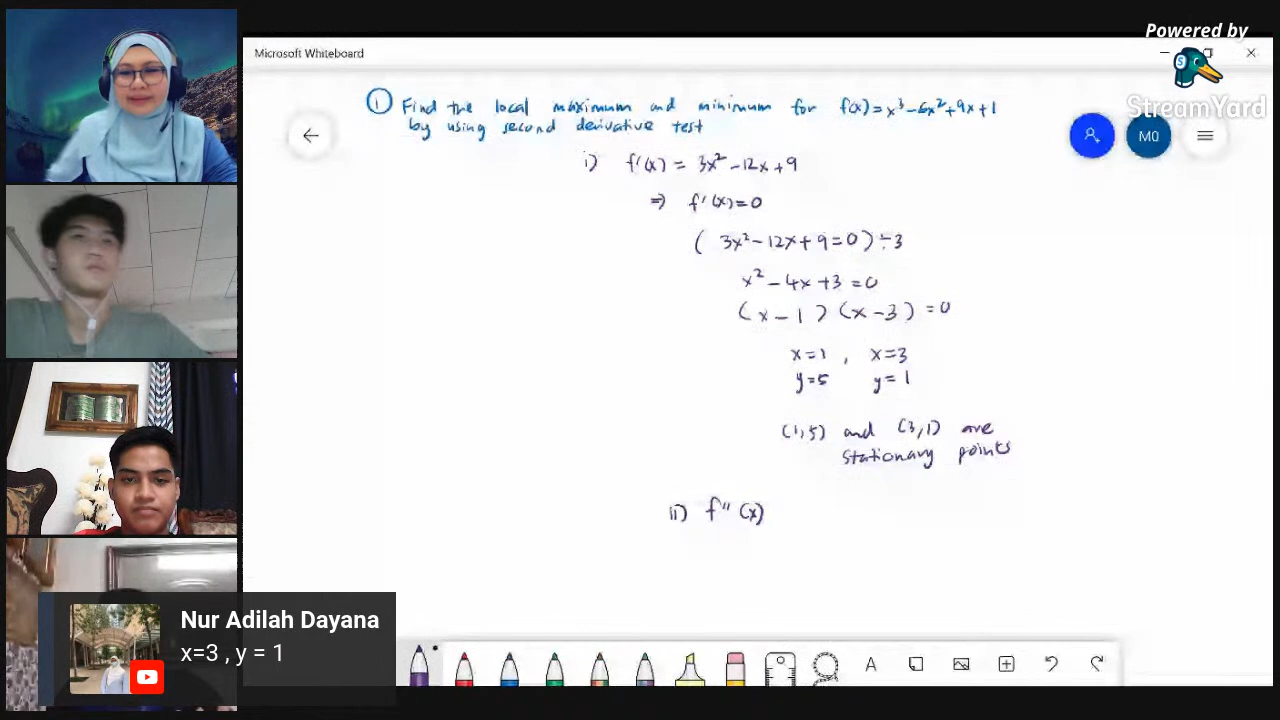 Powered by
StreamYard
Microsoft Whiteboard
M0
1 Find the local maximum and minimum for f(x) = x³ - 6x² + 9x + 1
by using second derivative test
i) f'(x) = 3x² - 12x + 9
⇒ f'(x) = 0
( 3x² - 12x + 9 = 0 ) ÷ 3
x² - 4x + 3 = 0
(x - 1) (x - 3) = 0
x = 1 , x = 3
y = 5 y = 1
(1,5) and (3,1) are
stationary points
ii) f''(x)
Nur Adilah Dayana
x=3 , y = 1
A